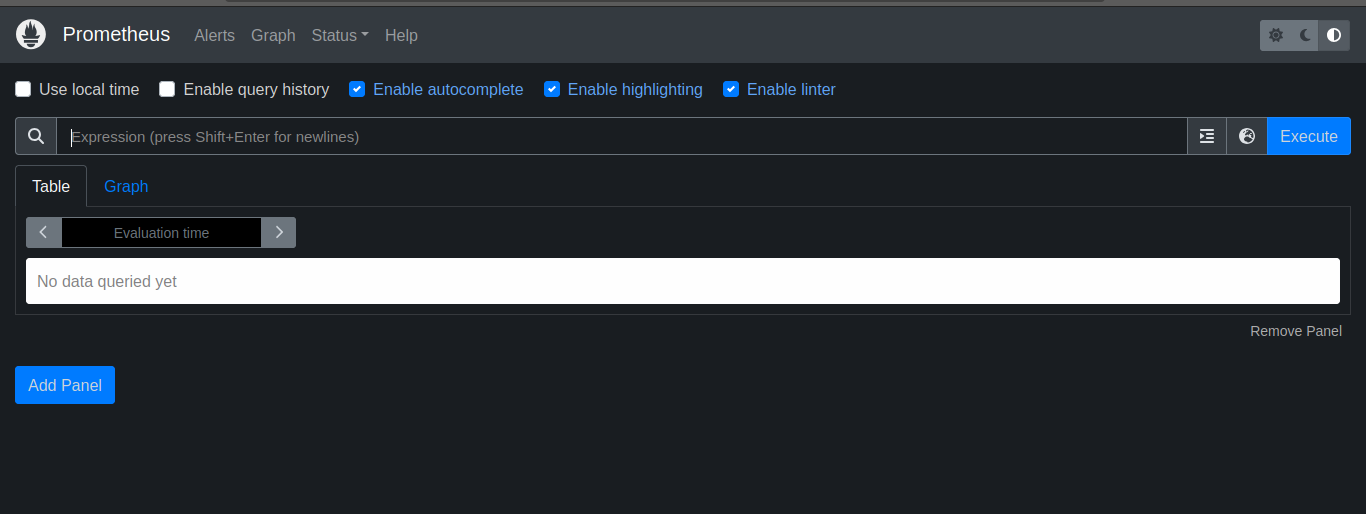 Prometheus Alerts Graph Status Help
Use local time Enable query history Enable autocomplete Enable highlighting Enable linter
Expression (press Shift+Enter for newlines) Execute
Table Graph
Evaluation time
No data queried yet
Remove Panel
Add Panel